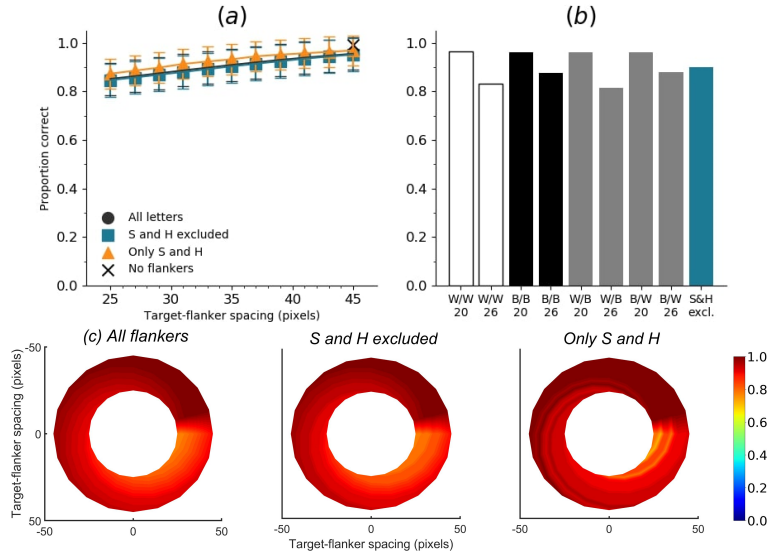 (a)
(b)
1.0
0.8
0.6
0.4
0.2
0.0
Proportion correct
All letters
S and H excluded
Only S and H
No flankers
25 30 35 40 45
Target-flanker spacing (pixels)
1.0
0.8
0.6
0.4
0.2
0.0
W/W W/W B/B B/B W/B W/B B/W B/W S&H
20 26 20 26 20 26 20 26 excl.
(c) All flankers
S and H excluded
Only S and H
-50
0
50
Target-flanker spacing (pixels)
-50 0 50
-50 0 50
-50 0 50
Target-flanker spacing (pixels)
1.0
0.8
0.6
0.4
0.2
0.0